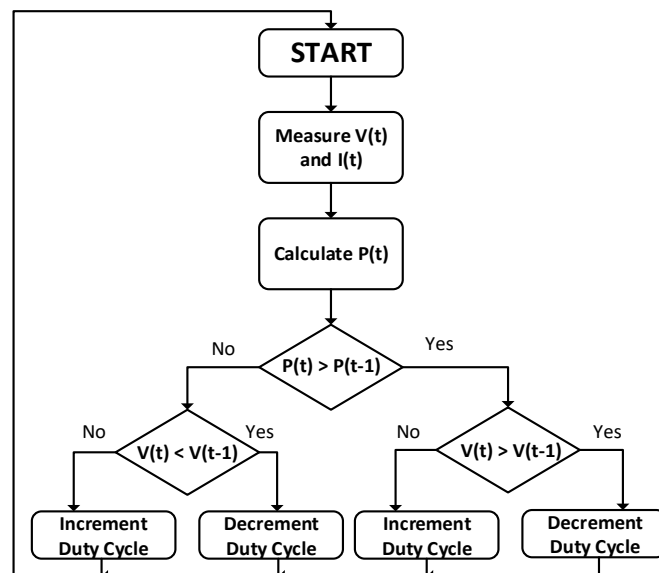 START
Measure V(t)
and I(t)
Calculate P(t)
No
Yes
P(t) > P(t-1)
No
Yes
No
Yes
V(t) < V(t-1)
V(t) > V(t-1)
Increment
Duty Cycle
Decrement
Duty Cycle
Increment
Duty Cycle
Decrement
Duty Cycle